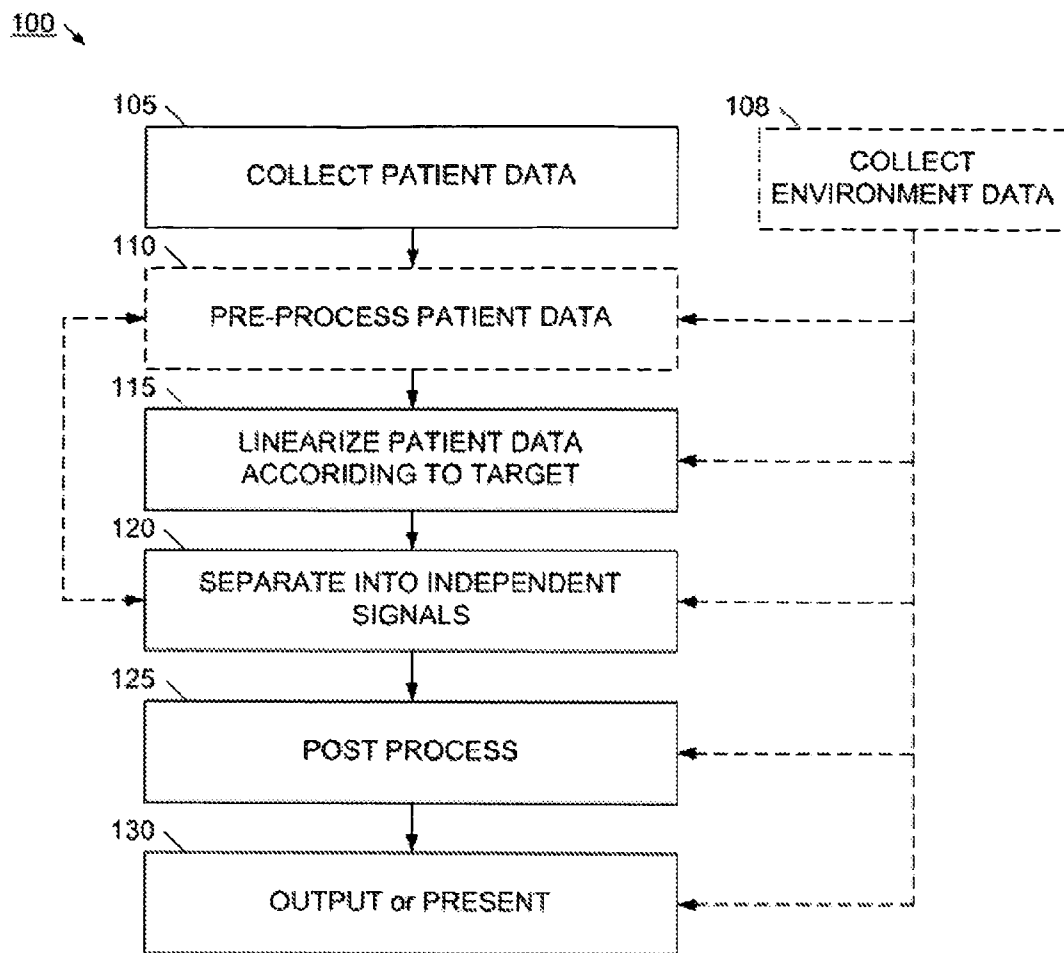 100
105
COLLECT PATIENT DATA
108
COLLECT
ENVIRONMENT DATA
110
PRE-PROCESS PATIENT DATA
115
LINEARIZE PATIENT DATA
ACCORIDING TO TARGET
120
SEPARATE INTO INDEPENDENT
SIGNALS
125
POST PROCESS
130
OUTPUT or PRESENT